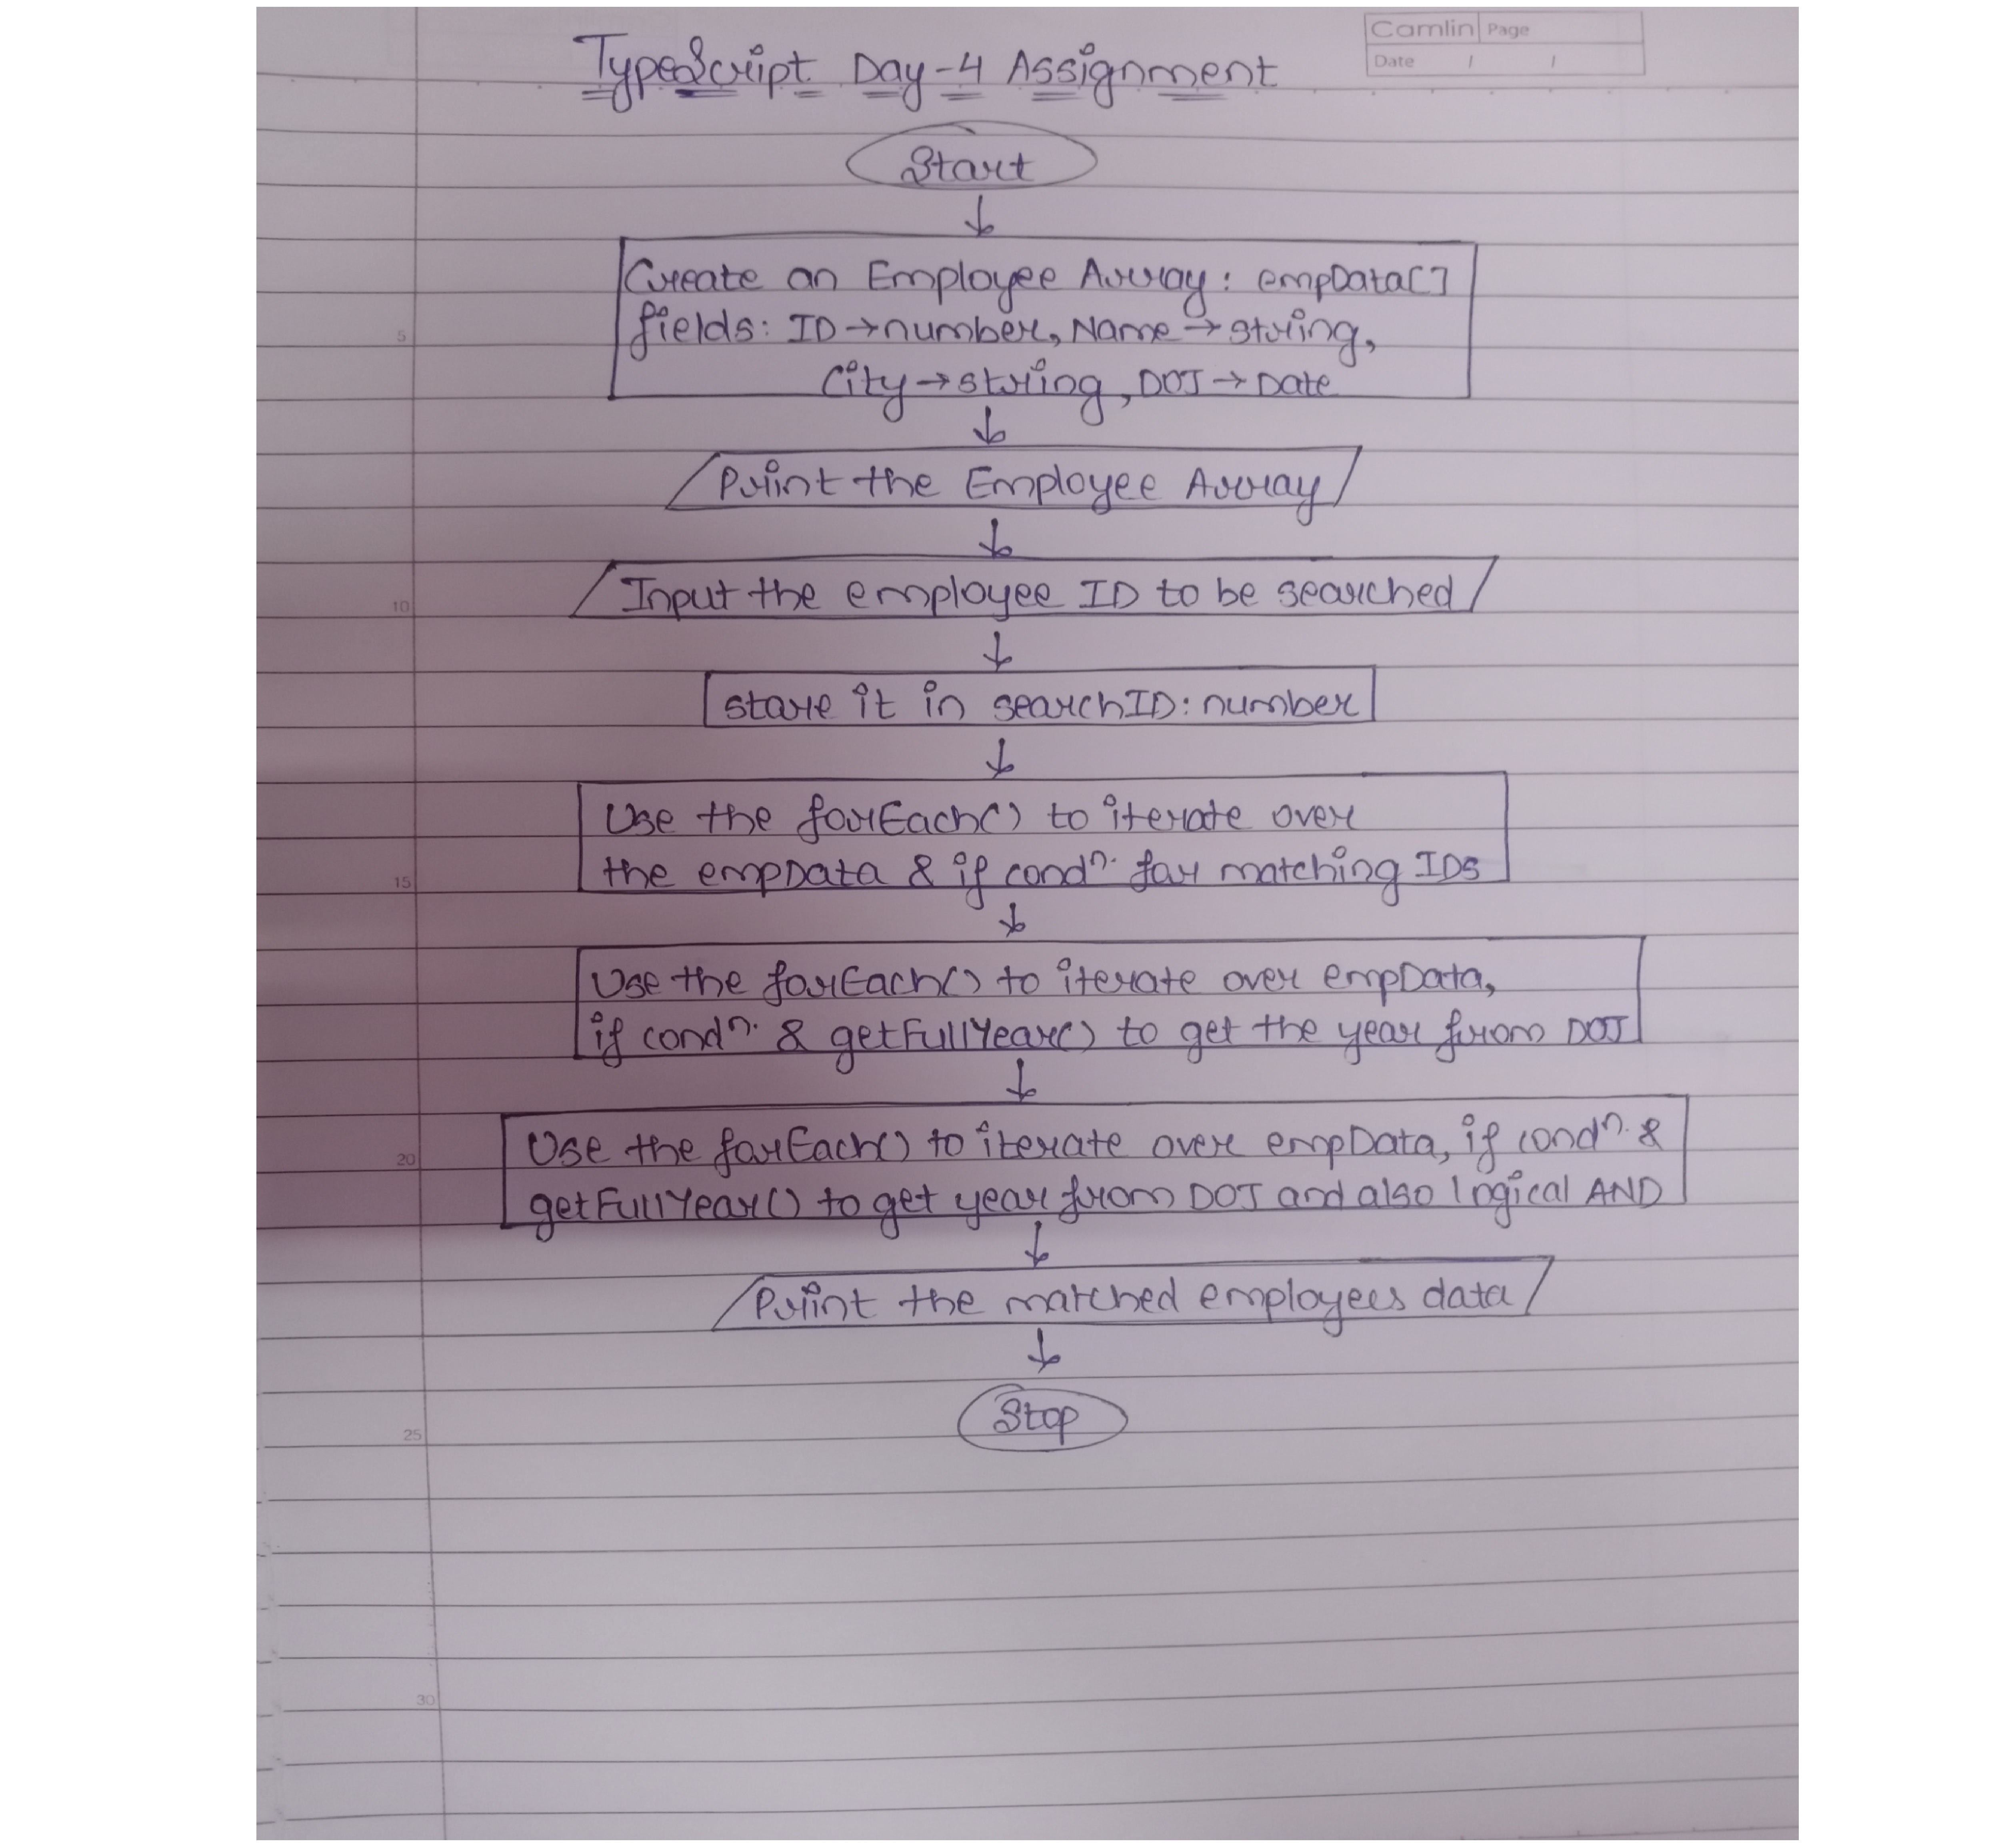 Camlin Page
Date / /
TypeScript Day-4 Assignment
Start
Create an Employee Array: empData[]
fields: ID→number, Name→string,
City→string, DOJ→Date
5
Print the Employee Array
Input the employee ID to be searched
10
store it in searchID: number
Use the forEach() to iterate over
the empData & if condn. for matching IDs
15
Use the forEach() to iterate over empData,
if condn. & getFullYear() to get the year from DOJ
Use the forEach() to iterate over empData, if condn. &
20
getFullYear() to get year from DOJ and also logical AND
Print the matched employees data
Stop
25
30